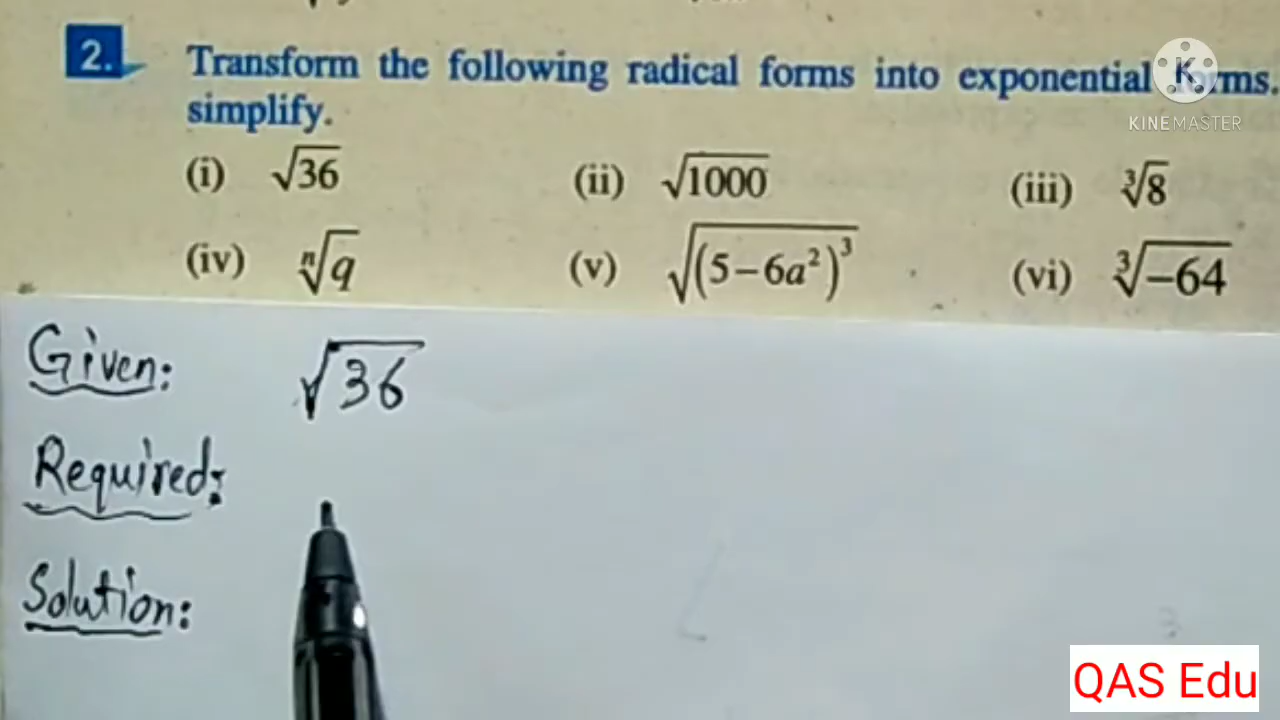 2. Transform the following radical forms into exponential forms.
simplify.
(i) √36 (ii) √1000 (iii) ∛8
(iv) ⁿ√q (v) √(5−6a²)³ (vi) ∛−64
Given: √36
Required:
Solution:
K
KINEMASTER
QAS Edu